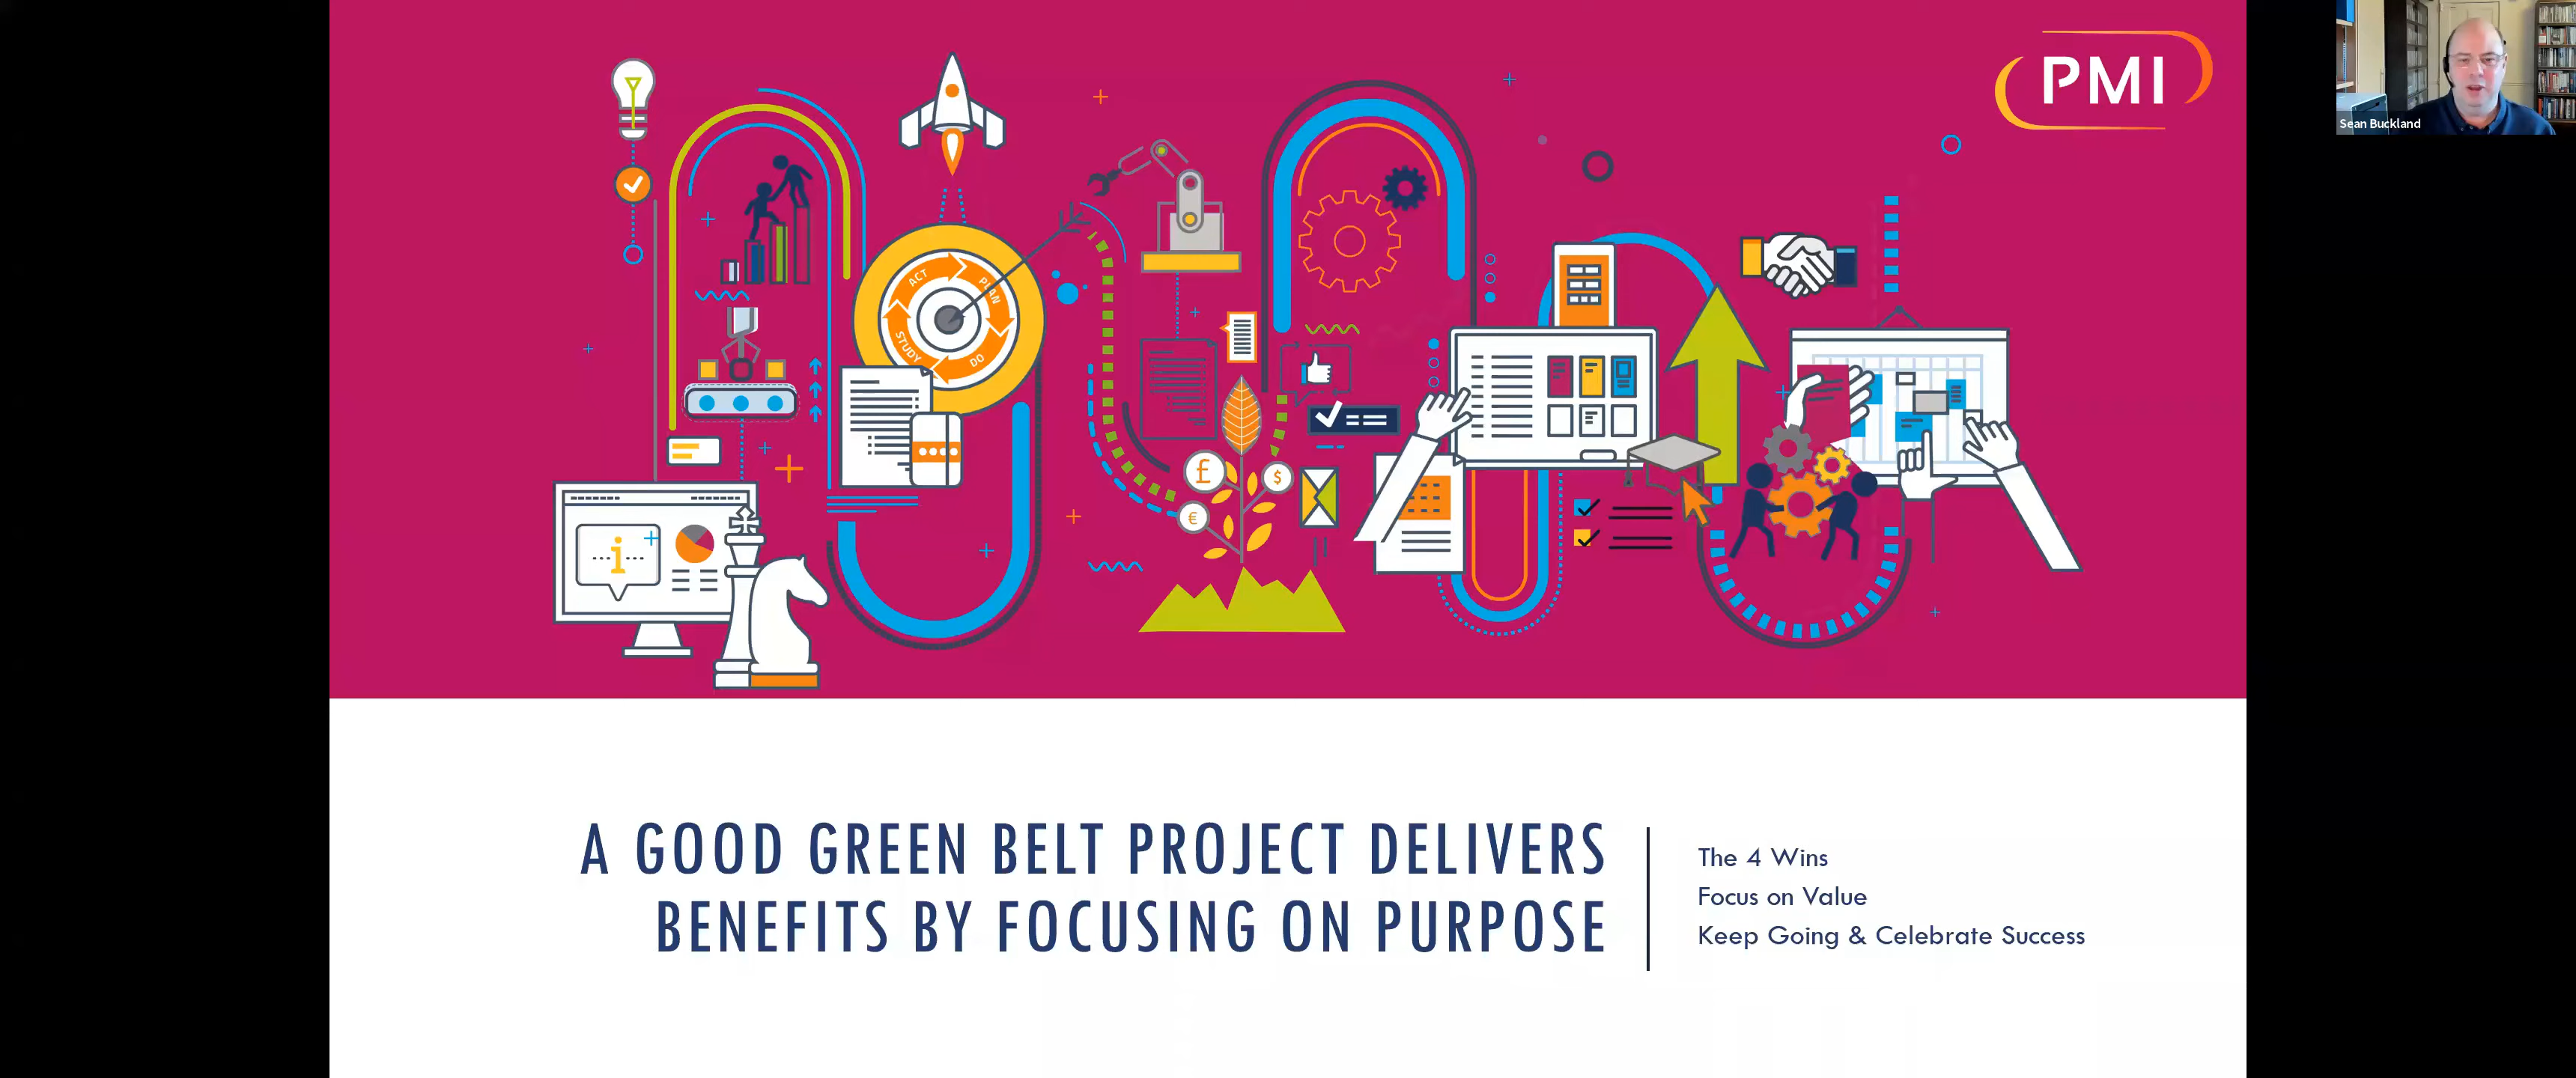 PMI
Sean Buckland
ACT
PLAN
DO
STUDY
i
£
$
€
A GOOD GREEN BELT PROJECT DELIVERS
BENEFITS BY FOCUSING ON PURPOSE
The 4 Wins
Focus on Value
Keep Going & Celebrate Success